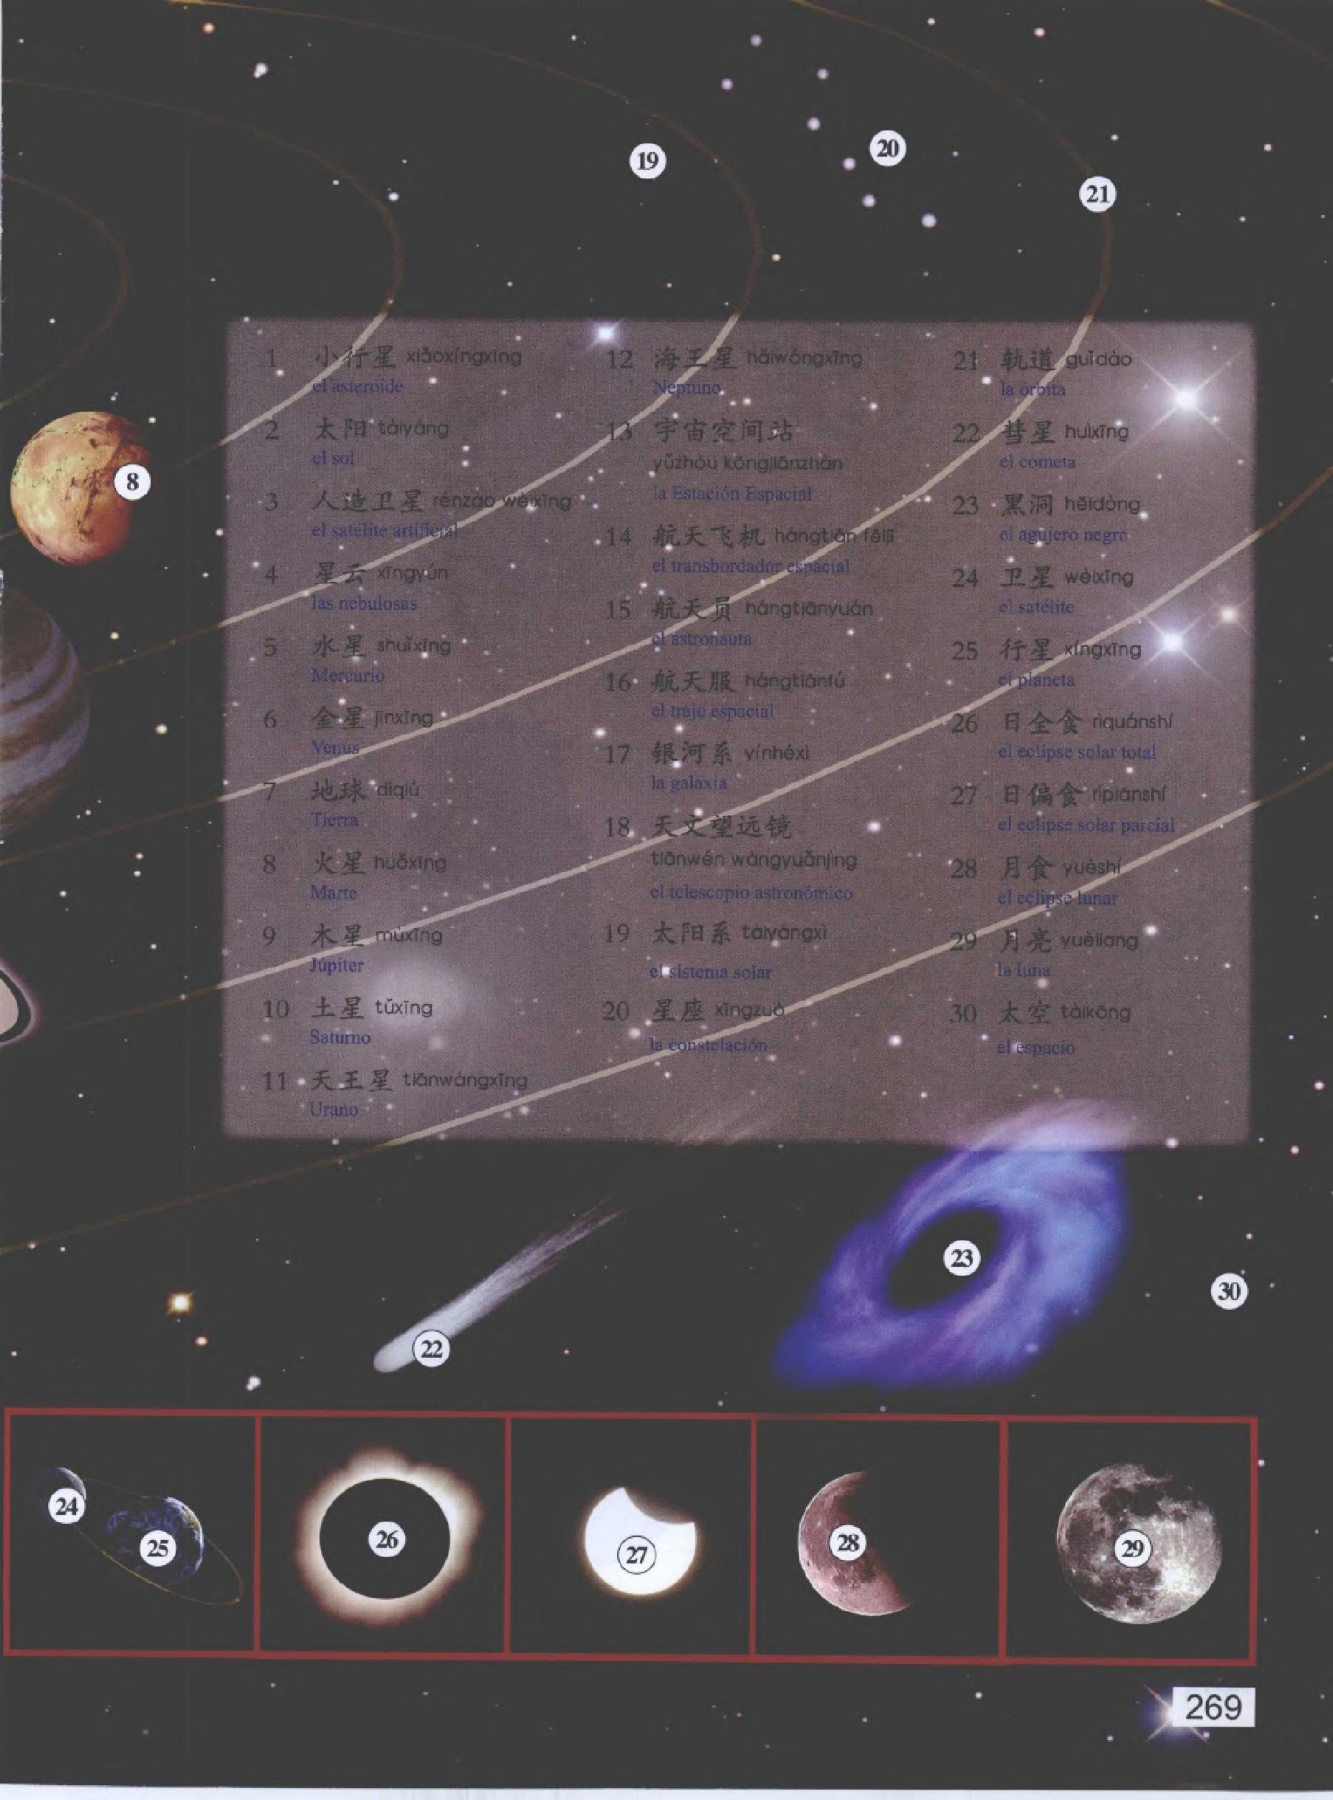 19
20
21
8
1 小行星 xiǎoxíngxīng
el asteroide
2 太阳 tàiyáng
el sol
3 人造卫星 rénzào wèixīng
el satélite artificial
4 星云 xīngyún
las nebulosas
5 水星 shuǐxīng
Mercurio
6 金星 jīnxīng
Venus
7 地球 dìqiú
Tierra
8 火星 huǒxīng
Marte
9 木星 mùxīng
Júpiter
10 土星 tǔxīng
Saturno
11 天王星 tiānwángxīng
Urano
12 海王星 hǎiwángxīng
Neptuno
13 宇宙空间站
yǔzhòu kōngjiānzhàn
la Estación Espacial
14 航天飞机 hángtiān fēijī
el transbordador espacial
15 航天员 hángtiānyuán
el astronauta
16 航天服 hángtiānfú
el traje espacial
17 银河系 yínhéxì
la galaxia
18 天文望远镜
tiānwén wàngyuǎnjìng
el telescopio astronómico
19 太阳系 tàiyángxì
el sistema solar
20 星座 xīngzuò
la constelación
21 轨道 guǐdào
la órbita
22 彗星 huìxīng
el cometa
23 黑洞 hēidòng
el agujero negro
24 卫星 wèixīng
el satélite
25 行星 xíngxīng
el planeta
26 日全食 rìquánshí
el eclipse solar total
27 日偏食 rìpiānshí
el eclipse solar parcial
28 月食 yuèshí
el eclipse lunar
29 月亮 yuèliang
la luna
30 太空 tàikōng
el espacio
23
30
22
24
25
26
27
28
29
269